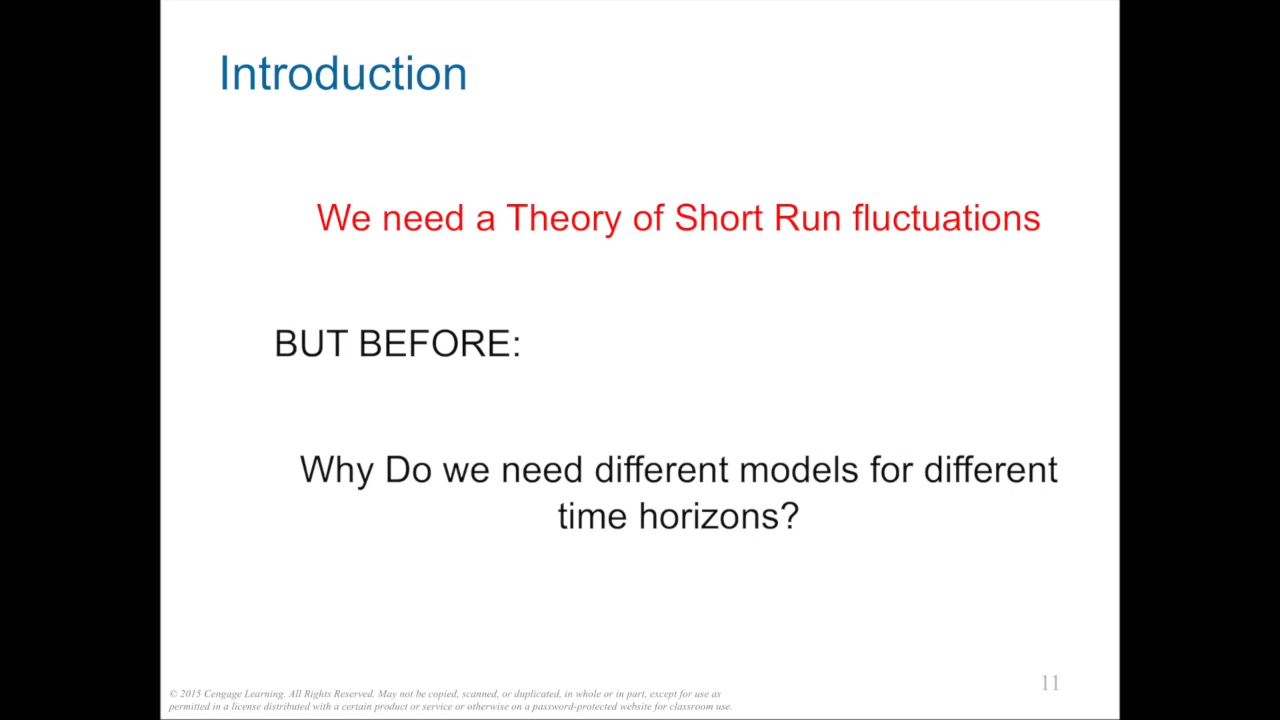 Introduction
We need a Theory of Short Run fluctuations
BUT BEFORE:
Why Do we need different models for different
time horizons?
© 2015 Cengage Learning. All Rights Reserved. May not be copied, scanned, or duplicated, in whole or in part, except for use as
permitted in a license distributed with a certain product or service or otherwise on a password-protected website for classroom use.
11